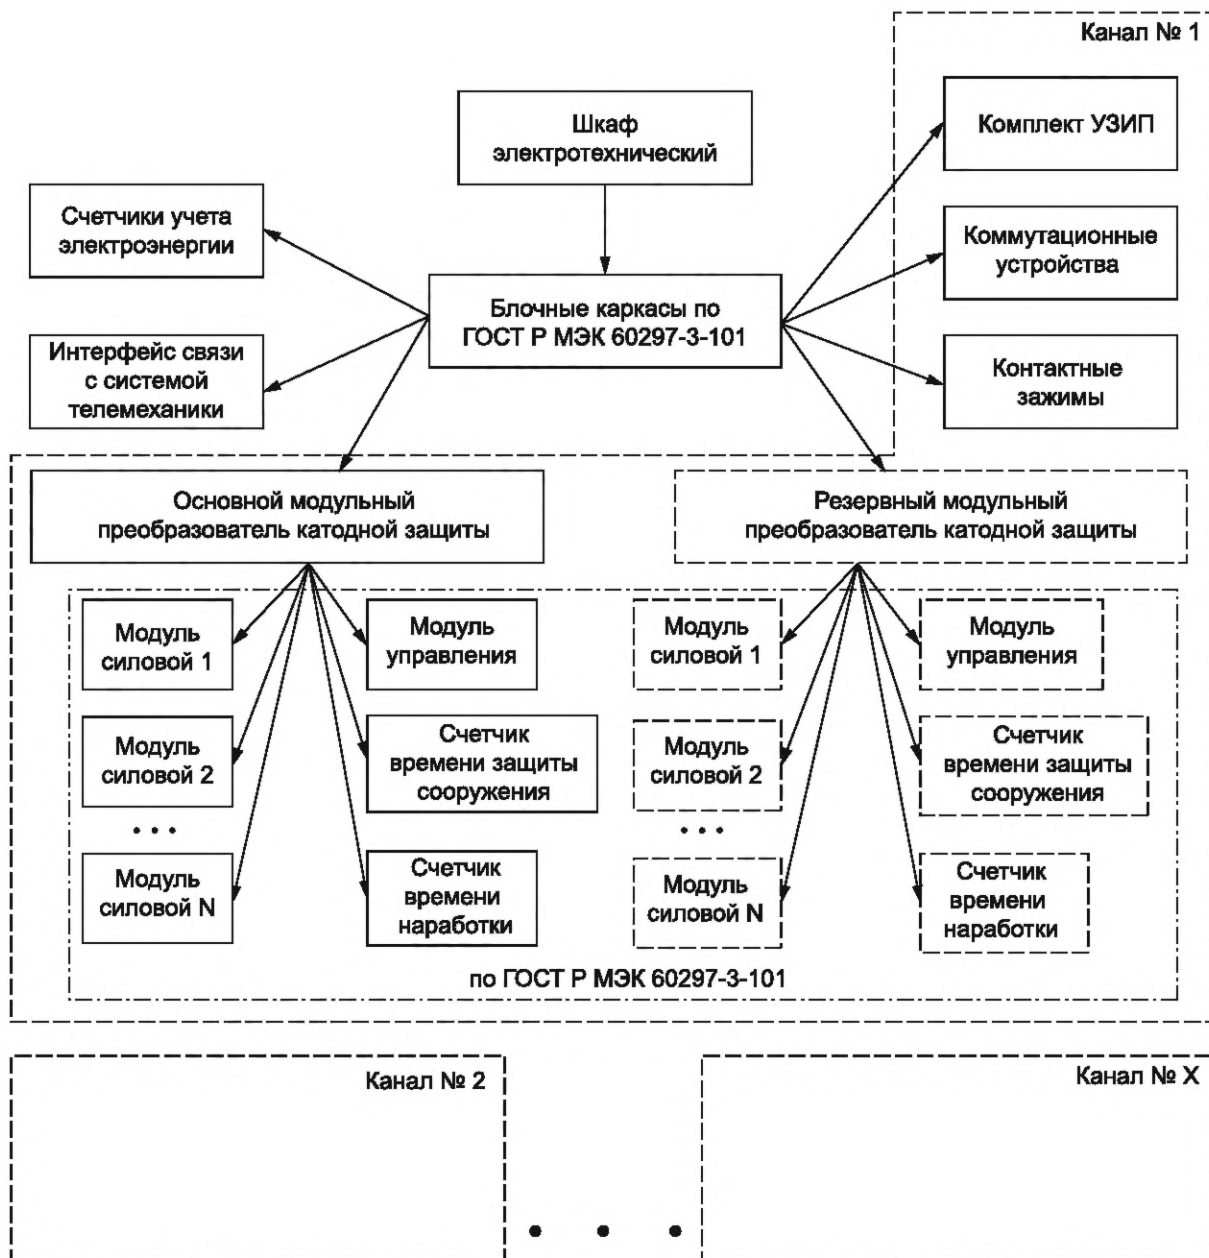 Канал № 1
Шкаф
электротехнический
Комплект УЗИП
Счетчики учета
электроэнергии
Коммутационные
устройства
Блочные каркасы по
ГОСТ Р МЭК 60297-3-101
Интерфейс связи
с системой
телемеханики
Контактные
зажимы
Основной модульный
преобразователь катодной защиты
Резервный модульный
преобразователь катодной защиты
Модуль
силовой 1
Модуль
управления
Модуль
силовой 1
Модуль
управления
Модуль
силовой 2
Счетчик
времени защиты
сооружения
Модуль
силовой 2
Счетчик
времени защиты
сооружения
• • •
• • •
Модуль
силовой N
Счетчик
времени
наработки
Модуль
силовой N
Счетчик
времени
наработки
по ГОСТ Р МЭК 60297-3-101
Канал № 2
Канал № X
• • •